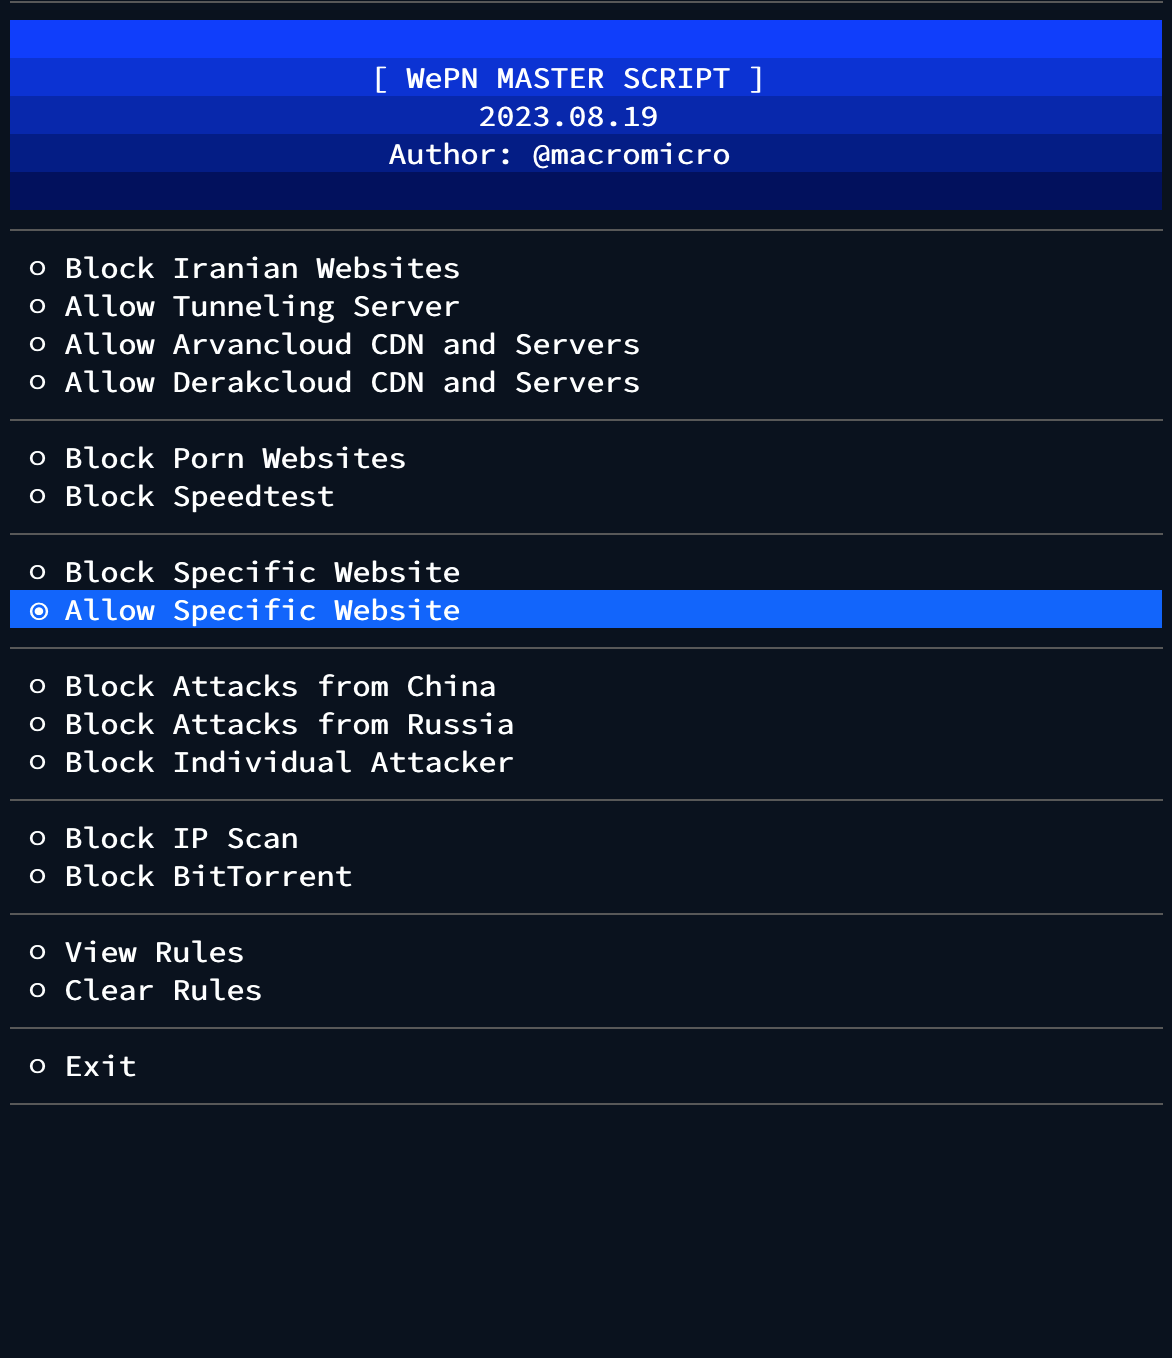 [ WePN MASTER SCRIPT ]
2023.08.19
Author: @macromicro
Block Iranian Websites
Allow Tunneling Server
Allow Arvancloud CDN and Servers
Allow Derakcloud CDN and Servers
Block Porn Websites
Block Speedtest
Block Specific Website
Allow Specific Website
Block Attacks from China
Block Attacks from Russia
Block Individual Attacker
Block IP Scan
Block BitTorrent
View Rules
Clear Rules
Exit